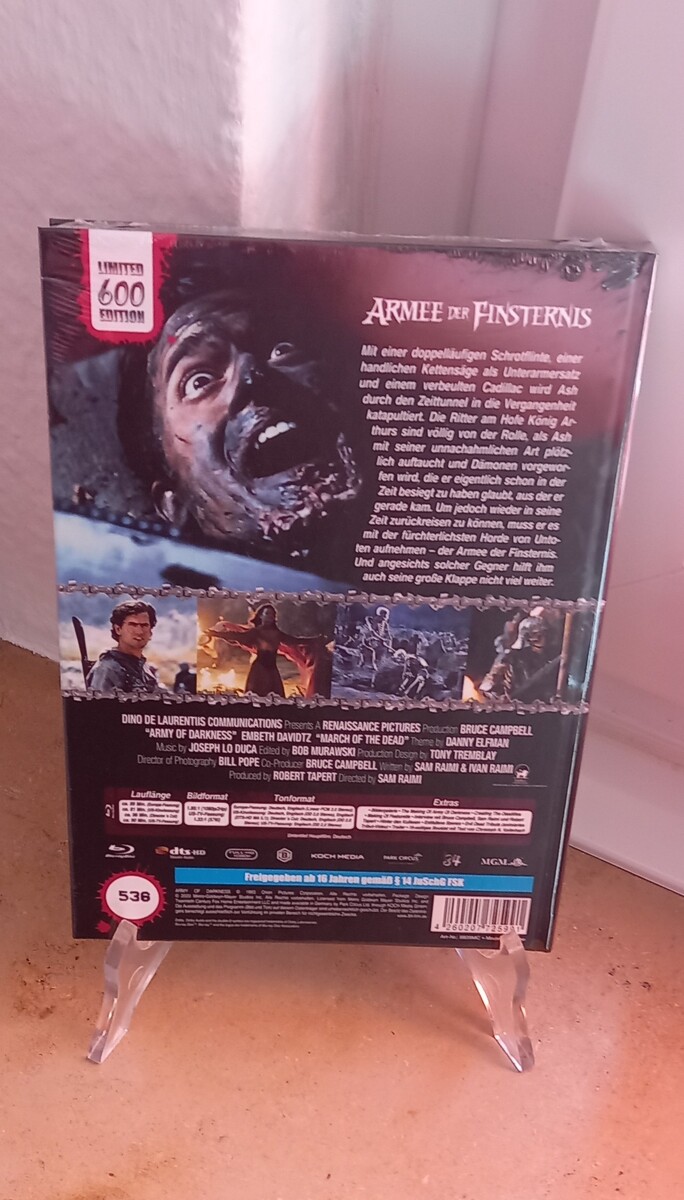 LIMITED
600
EDITION
ARMEE DER FINSTERNIS
Mit einer doppelläufigen Schrotflinte, einer
handlichen Kettensäge als Unterarmersatz
und einem verbeulten Cadillac wird Ash
durch den Zeittunnel in die Vergangenheit
katapultiert. Die Ritter am Hofe König Ar-
thurs sind völlig von der Rolle, als Ash
mit seiner unnachahmlichen Art plötz-
lich auftaucht und Dämonen vorgewor-
fen wird, die er eigentlich schon in der
Zeit besiegt zu haben glaubt, aus der er
gerade kam. Um jedoch wieder in seine
Zeit zurückreisen zu können, muss er es
mit der fürchterlichsten Horde von Unto-
ten aufnehmen – der Armee der Finsternis.
Und angesichts solcher Gegner hilft ihm
auch seine große Klappe nicht viel weiter.
DINO DE LAURENTIIS COMMUNICATIONS Presents A RENAISSANCE PICTURES Production BRUCE CAMPBELL
"ARMY OF DARKNESS" EMBETH DAVIDTZ "MARCH OF THE DEAD" Theme by DANNY ELFMAN
Music by JOSEPH LO DUCA Edited by BOB MURAWSKI Production Design by TONY TREMBLAY
Director of Photography BILL POPE Co-Producer BRUCE CAMPBELL Written by SAM RAIMI & IVAN RAIMI
Produced by ROBERT TAPERT Directed by SAM RAIMI
Lauflänge Bildformat Tonformat Extras
Blu-ray Disc dts-HD KOCH MEDIA 84 MGM
Freigegeben ab 16 Jahren gemäß § 14 JuSchG FSK
536
4 260207 72599